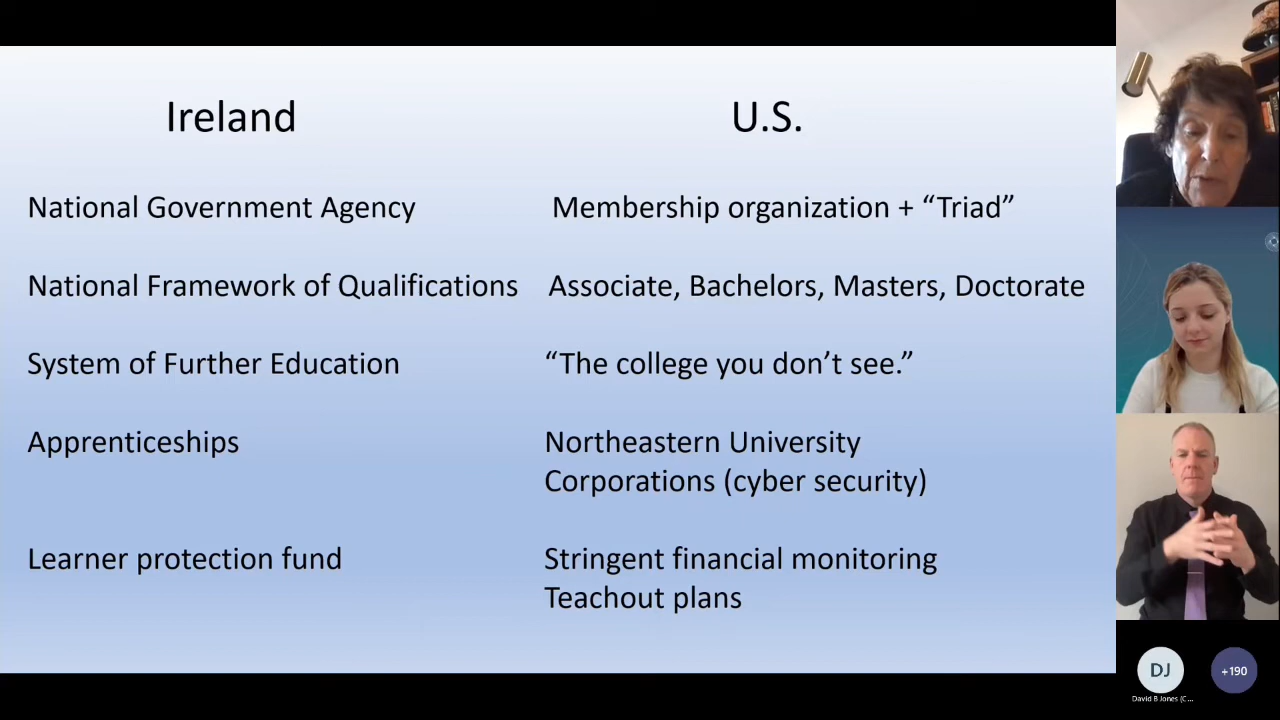 Ireland
U.S.
National Government Agency
Membership organization + “Triad”
National Framework of Qualifications
Associate, Bachelors, Masters, Doctorate
System of Further Education
“The college you don’t see.”
Apprenticeships
Northeastern University
Corporations (cyber security)
Learner protection fund
Stringent financial monitoring
Teachout plans
DJ
+190
David B Jones (C...